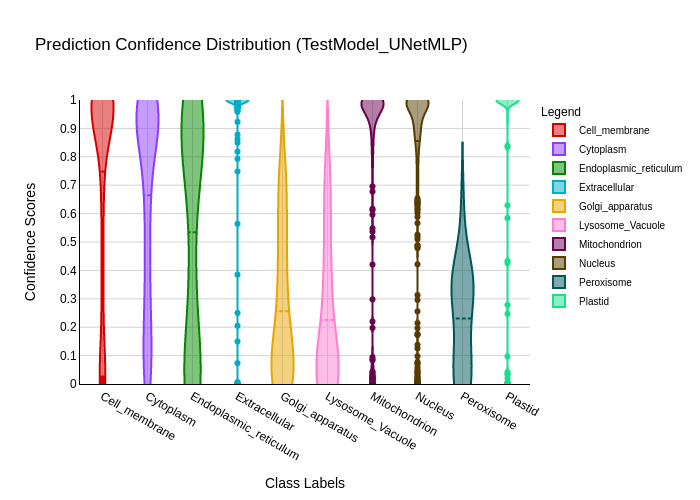 Prediction Confidence Distribution (TestModel_UNetMLP)
Confidence Scores
1
0.9
0.8
0.7
0.6
0.5
0.4
0.3
0.2
0.1
0
Cell_membrane
Cytoplasm
Endoplasmic_reticulum
Extracellular
Golgi_apparatus
Lysosome_Vacuole
Mitochondrion
Nucleus
Peroxisome
Plastid
Class Labels
Legend
Cell_membrane
Cytoplasm
Endoplasmic_reticulum
Extracellular
Golgi_apparatus
Lysosome_Vacuole
Mitochondrion
Nucleus
Peroxisome
Plastid